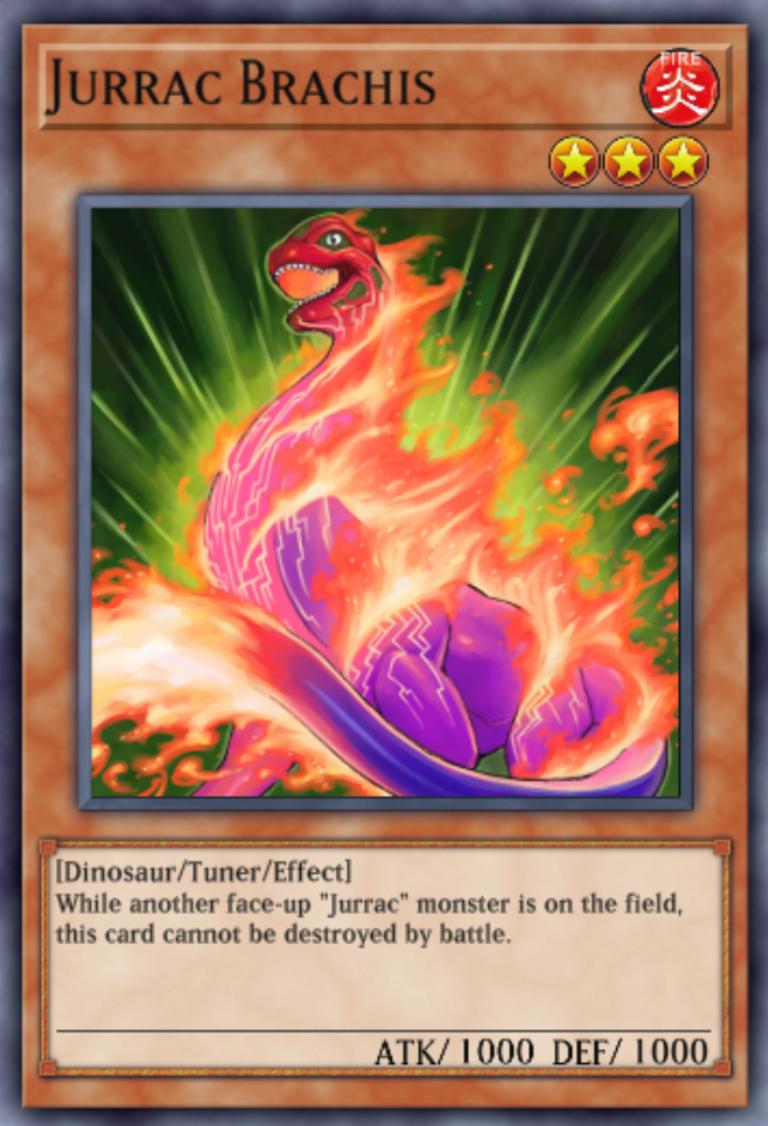 JURRAC BRACHIS
FIRE
炎
[Dinosaur/Tuner/Effect]
While another face-up "Jurrac" monster is on the field,
this card cannot be destroyed by battle.
ATK/ 1000 DEF/ 1000